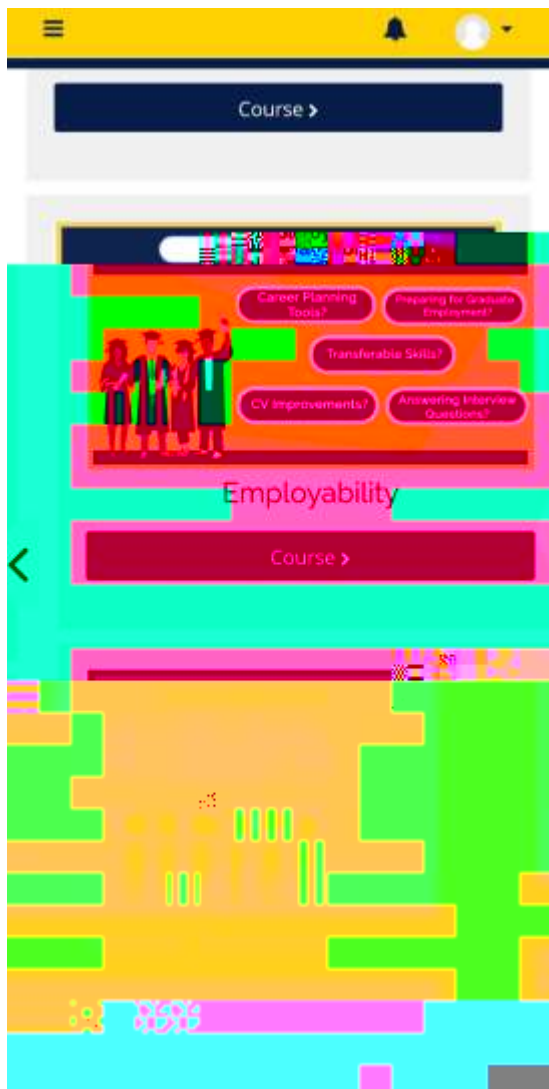 Course
Career Planning
Tools?
Preparing for Graduate
Employment?
Transferable Skills?
CV Improvements?
Answering Interview
Questions?
Employability
Course